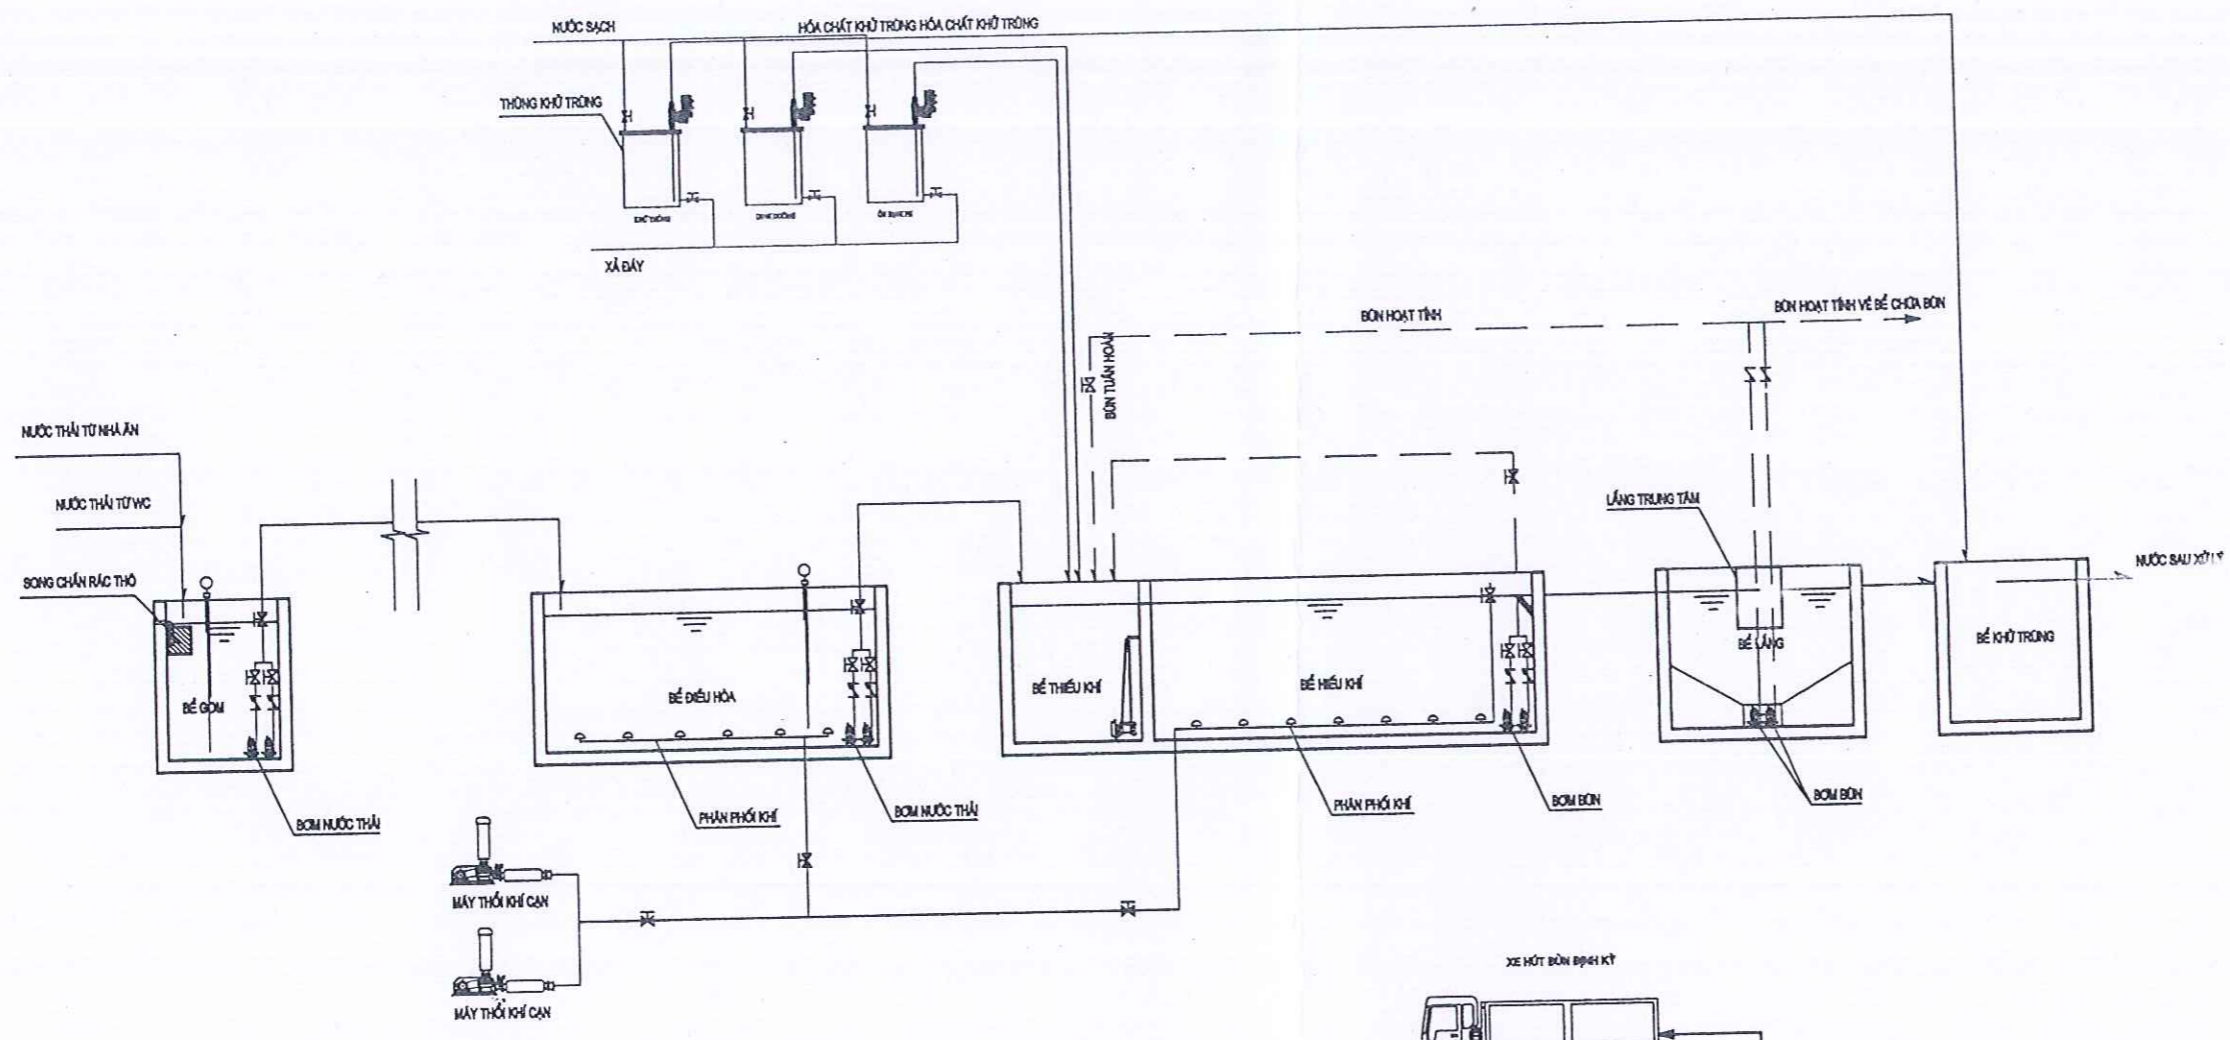 NƯỚC SẠCH
HÓA CHẤT KHỬ TRÙNG HÓA CHẤT KHỬ TRÙNG
THÙNG KHỬ TRÙNG
XẢ ĐÁY
BÙN HOẠT TÍNH
BÙN HOẠT TÍNH VỀ BỂ CHỨA BÙN
BÙN TUẦN HOÀN
NƯỚC THẢI TỪ NHÀ ĂN
NƯỚC THẢI TỪ WC
SONG CHẮN RÁC THÔ
LẮNG TRUNG TÂM
NƯỚC SAU XỬ LÝ
BỂ GOM
BỂ ĐIỀU HÒA
BỂ THIẾU KHÍ
BỂ HIẾU KHÍ
BỂ LẮNG
BỂ KHỬ TRÙNG
BƠM NƯỚC THẢI
PHÂN PHỐI KHÍ
BƠM NƯỚC THẢI
PHÂN PHỐI KHÍ
BƠM BÙN
BƠM BÙN
MÁY THỔI KHÍ CẠN
MÁY THỔI KHÍ CẠN
XE HÚT BÙN ĐỊNH KỲ